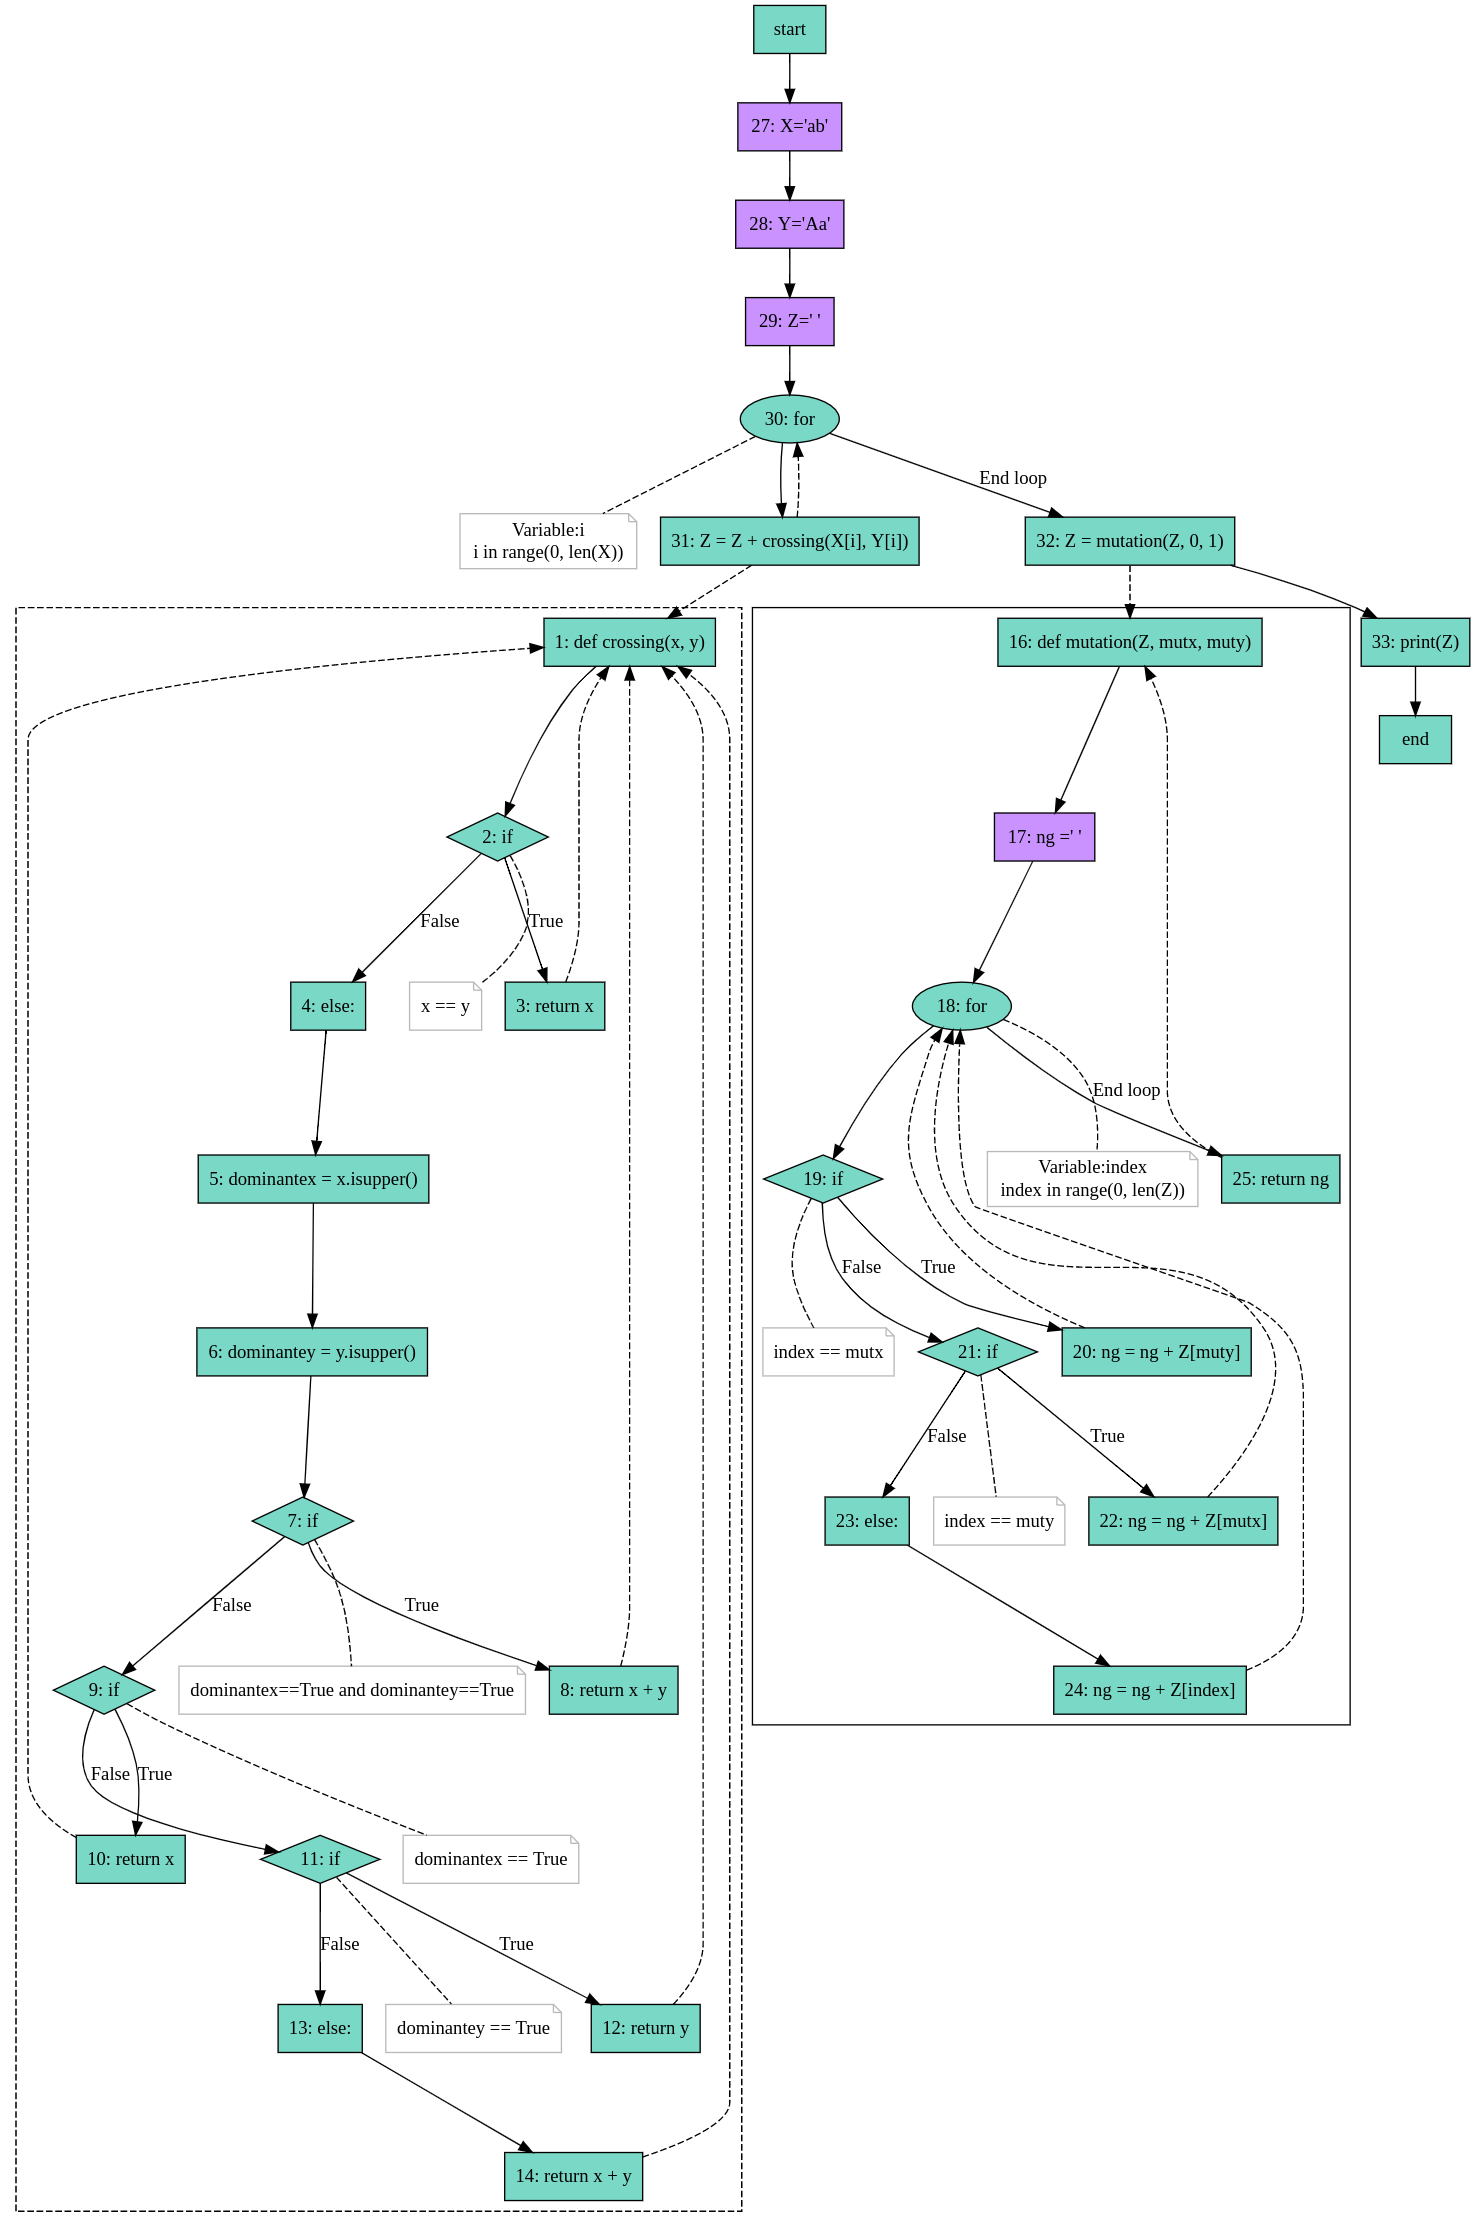 start
27: X='ab'
28: Y='Aa'
29: Z=' '
30: for
End loop
Variable:i
i in range(0, len(X))
31: Z = Z + crossing(X[i], Y[i])
32: Z = mutation(Z, 0, 1)
1: def crossing(x, y)
16: def mutation(Z, mutx, muty)
33: print(Z)
end
2: if
17: ng =' '
False
True
4: else:
x == y
3: return x
18: for
End loop
5: dominantex = x.isupper()
19: if
Variable:index
index in range(0, len(Z))
25: return ng
False
True
6: dominantey = y.isupper()
index == mutx
21: if
20: ng = ng + Z[muty]
False
True
7: if
23: else:
index == muty
22: ng = ng + Z[mutx]
False
True
9: if
dominantex==True and dominantey==True
8: return x + y
24: ng = ng + Z[index]
False
True
10: return x
11: if
dominantex == True
False
True
13: else:
dominantey == True
12: return y
14: return x + y